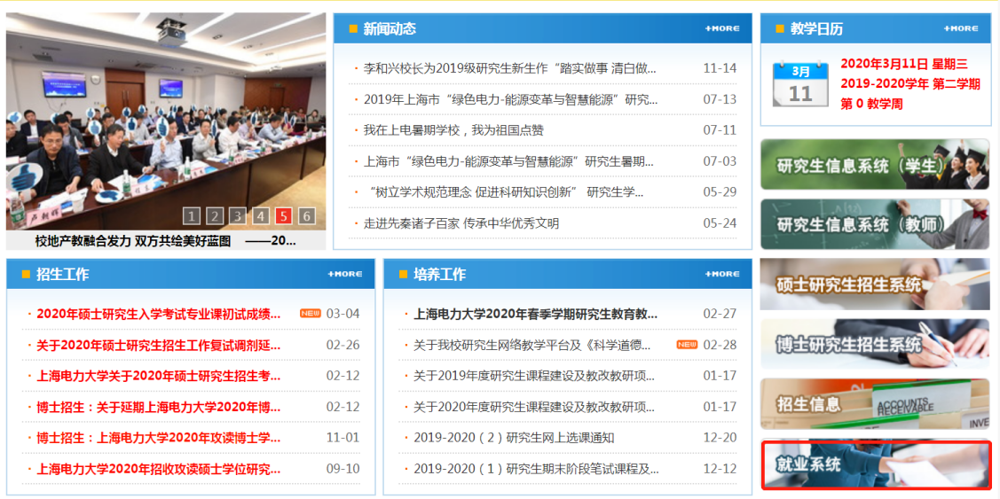 新闻动态
+MORE
李和兴校长为2019级研究生新生作“踏实做事 清白做... 11-14
2019年上海市“绿色电力-能源变革与智慧能源”研究... 07-13
我在上电暑期学校，我为祖国点赞 07-11
上海市“绿色电力-能源变革与智慧能源”研究生暑期... 07-03
“树立学术规范理念 促进科研知识创新” 研究生学... 05-29
走进先秦诸子百家 传承中华优秀文明 05-24
1 2 3 4 5 6
校地产教融合发力 双方共绘美好蓝图 ——20...
教学日历
+MORE
3月
11
2020年3月11日 星期三
2019-2020学年 第二学期
第 0 教学周
研究生信息系统（学生）
研究生信息系统（教师）
硕士研究生招生系统
博士研究生招生系统
招生信息
ACCOUNTS
RECEIVABLE
INVE
就业系统
招生工作
+MORE
2020年硕士研究生入学考试专业课初试成绩... NEW 03-04
关于2020年硕士研究生招生工作复试调剂延... 02-26
上海电力大学关于2020年硕士研究生招生考... 02-12
博士招生：关于延期上海电力大学2020年博... 02-12
博士招生：上海电力大学2020年攻读博士学... 11-01
上海电力大学2020年招收攻读硕士学位研究... 09-10
培养工作
+MORE
上海电力大学2020年春季学期研究生教育教... 02-27
关于我校研究生网络教学平台及《科学道德... NEW 02-28
关于2019年度研究生课程建设及教改教研项... 01-17
关于2020年度研究生课程建设及教改教研项... 01-17
2019-2020（2）研究生网上选课通知 12-20
2019-2020（1）研究生期末阶段笔试课程及... 12-12